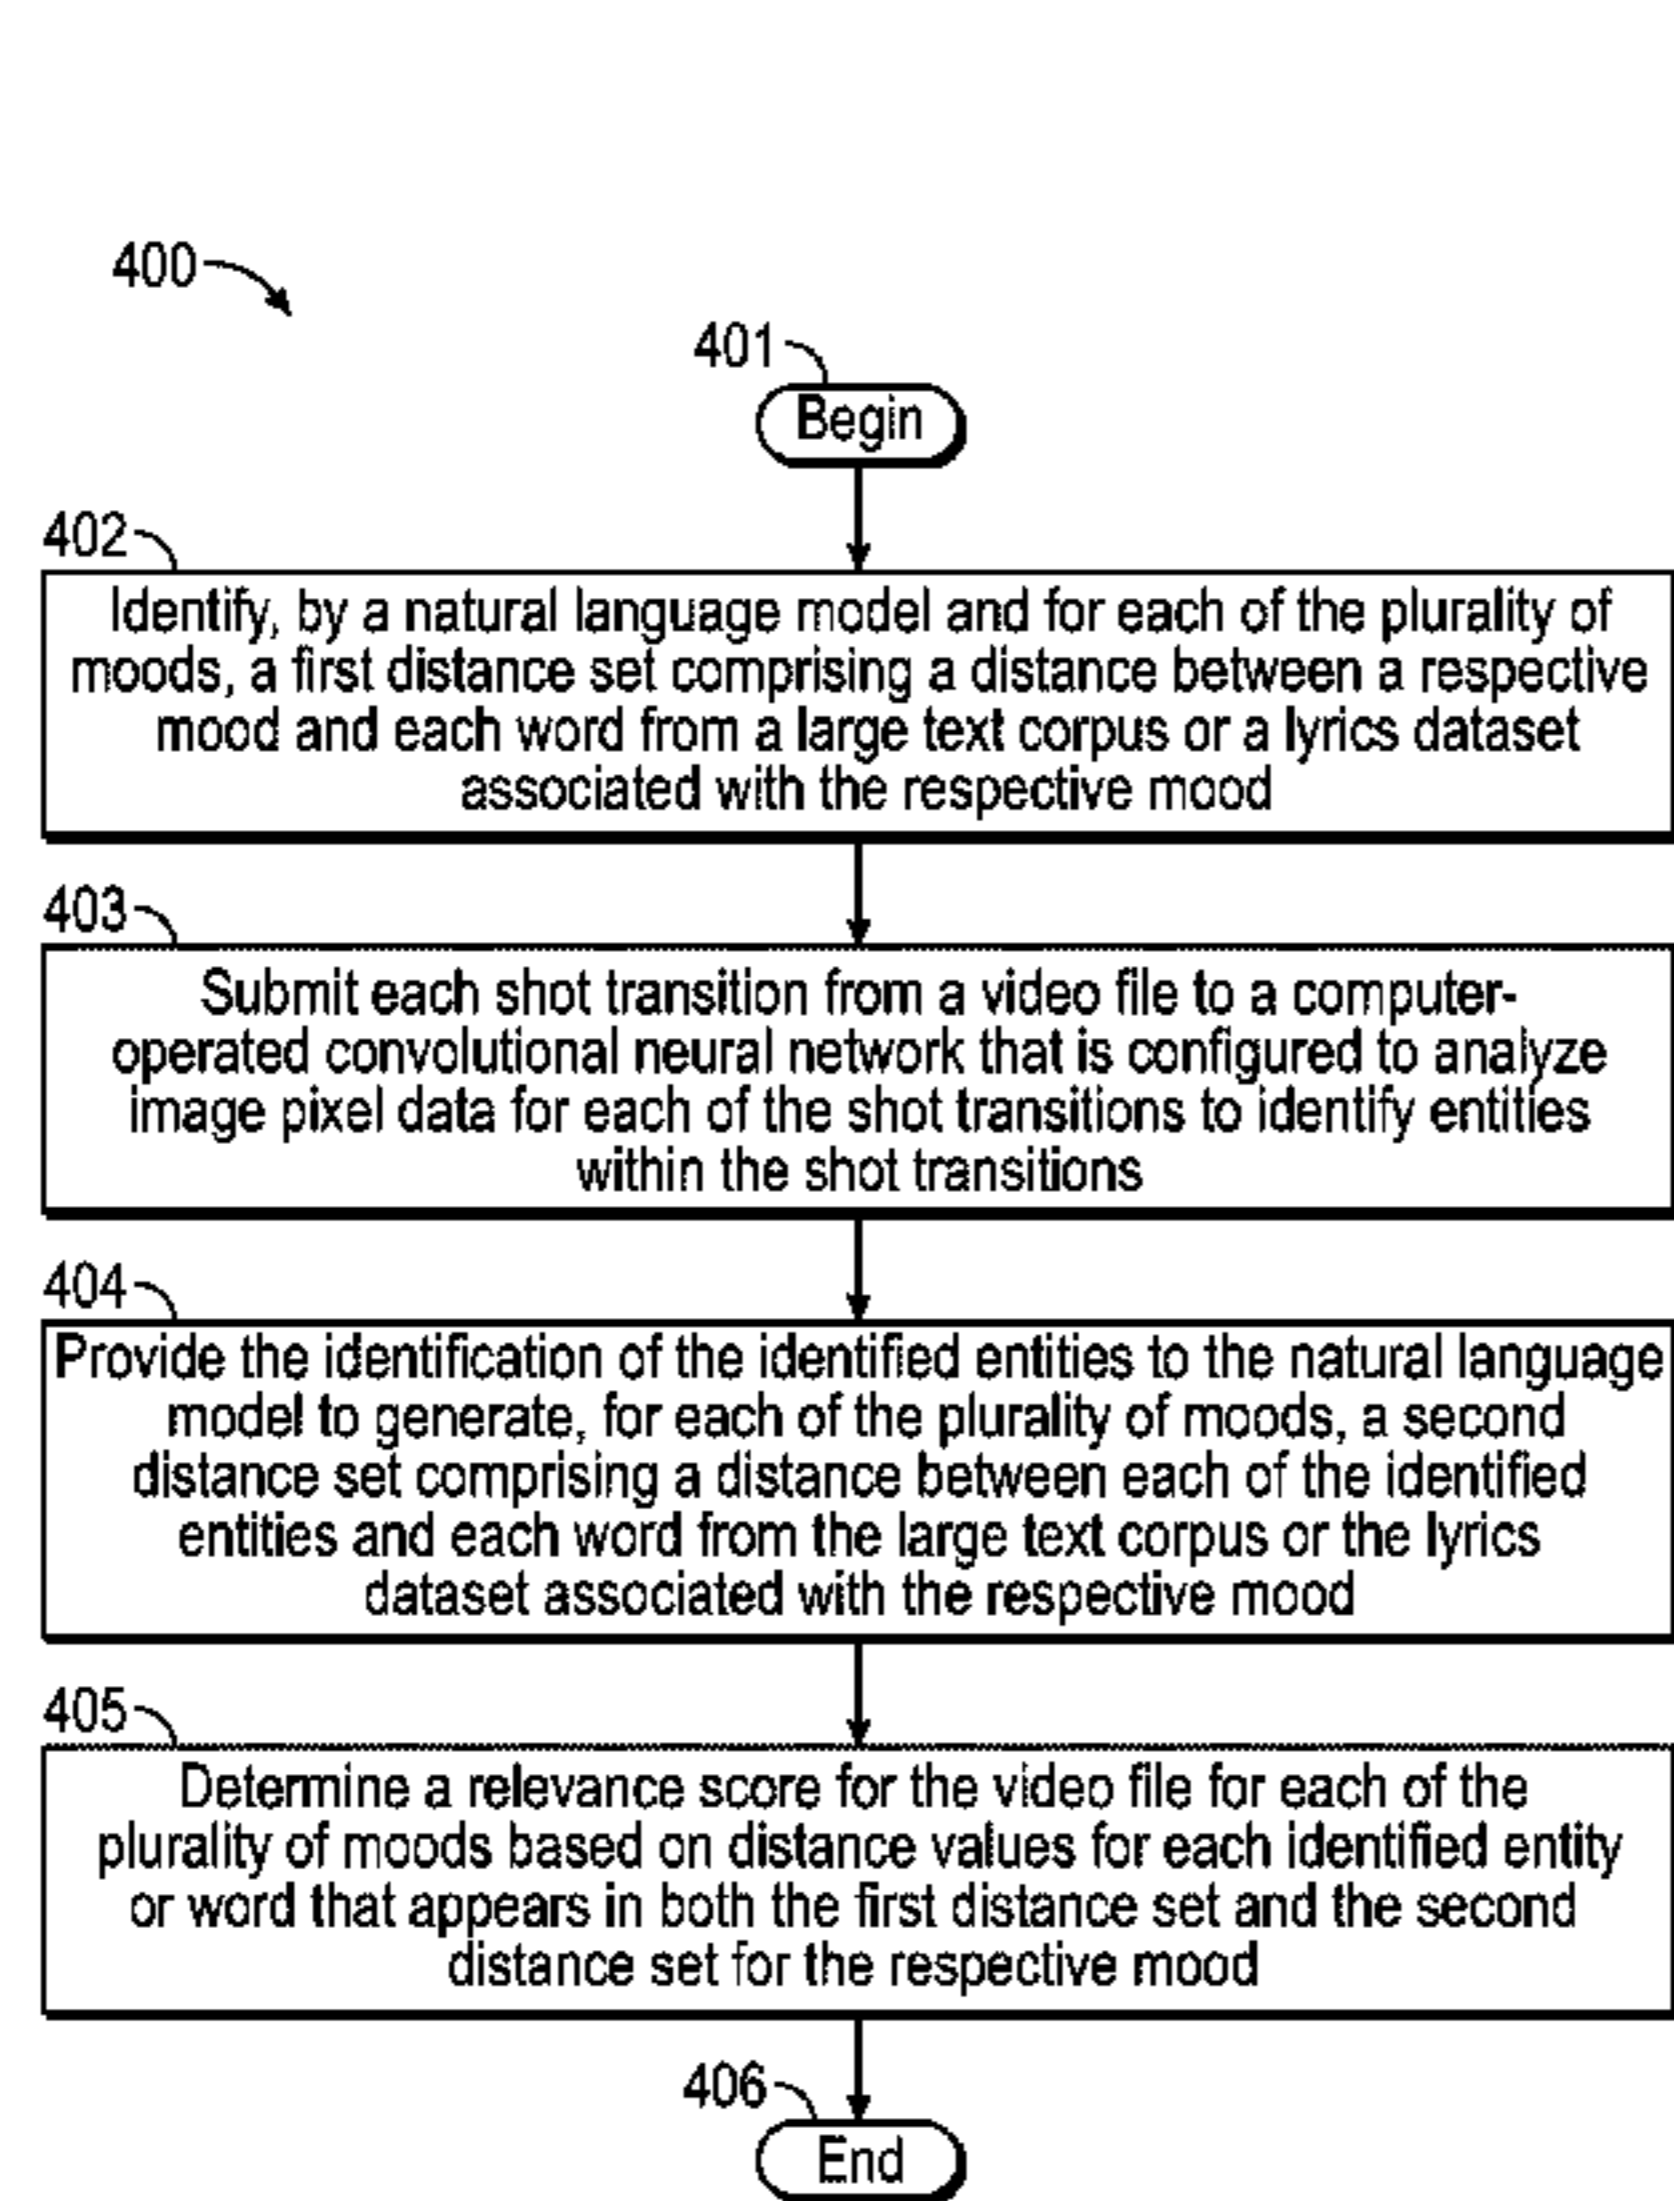 400
401
Begin
402
Identify, by a natural language model and for each of the plurality of
moods, a first distance set comprising a distance between a respective
mood and each word from a large text corpus or a lyrics dataset
associated with the respective mood
403
Submit each shot transition from a video file to a computer-
operated convolutional neural network that is configured to analyze
image pixel data for each of the shot transitions to identify entities
within the shot transitions
404
Provide the identification of the identified entities to the natural language
model to generate, for each of the plurality of moods, a second
distance set comprising a distance between each of the identified
entities and each word from the large text corpus or the lyrics
dataset associated with the respective mood
405
Determine a relevance score for the video file for each of the
plurality of moods based on distance values for each identified entity
or word that appears in both the first distance set and the second
distance set for the respective mood
406
End